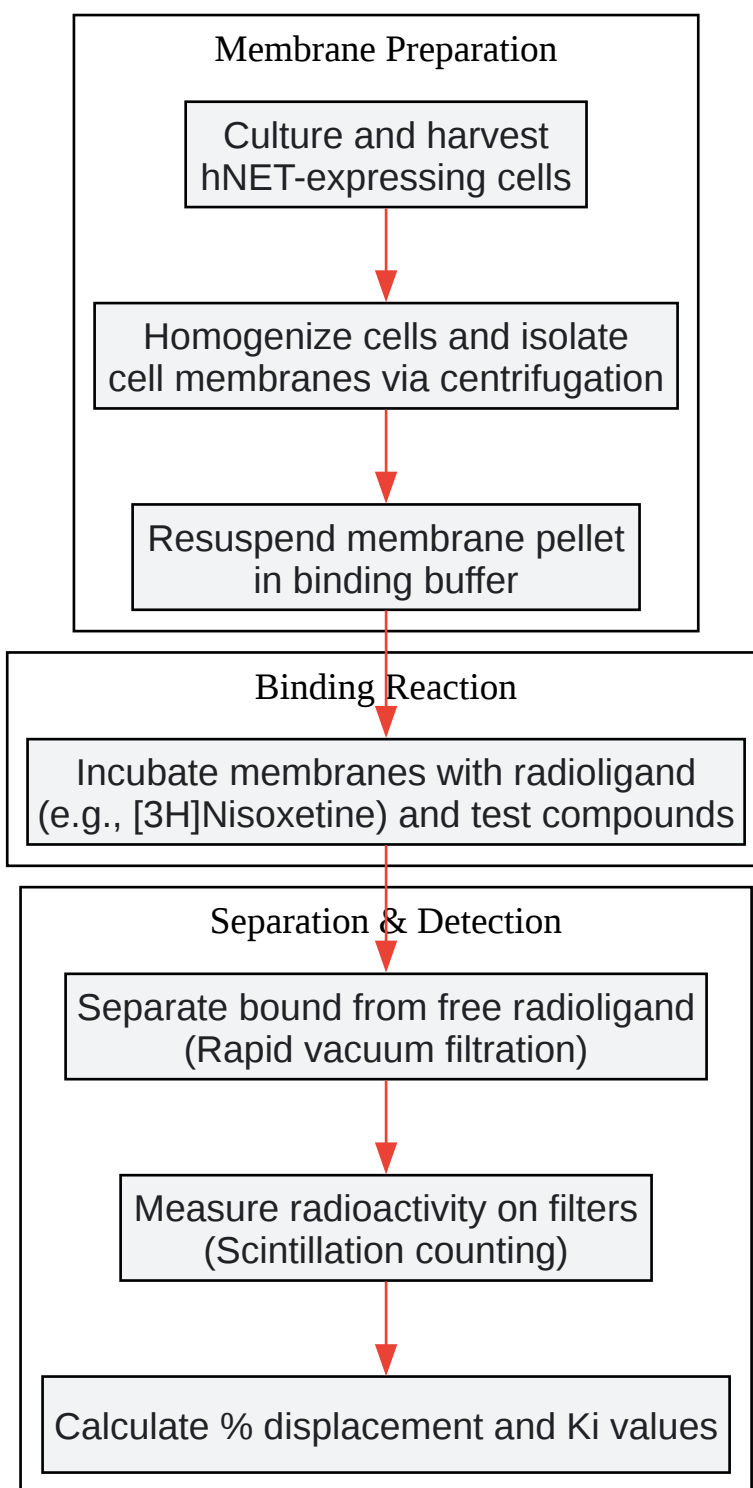 Membrane Preparation
Culture and harvest
hNET-expressing cells
Homogenize cells and isolate
cell membranes via centrifugation
Resuspend membrane pellet
in binding buffer
Binding Reaction
Incubate membranes with radioligand
(e.g., [3H]Nisoxetine) and test compounds
Separation & Detection
Separate bound from free radioligand
(Rapid vacuum filtration)
Measure radioactivity on filters
(Scintillation counting)
Calculate % displacement and Ki values